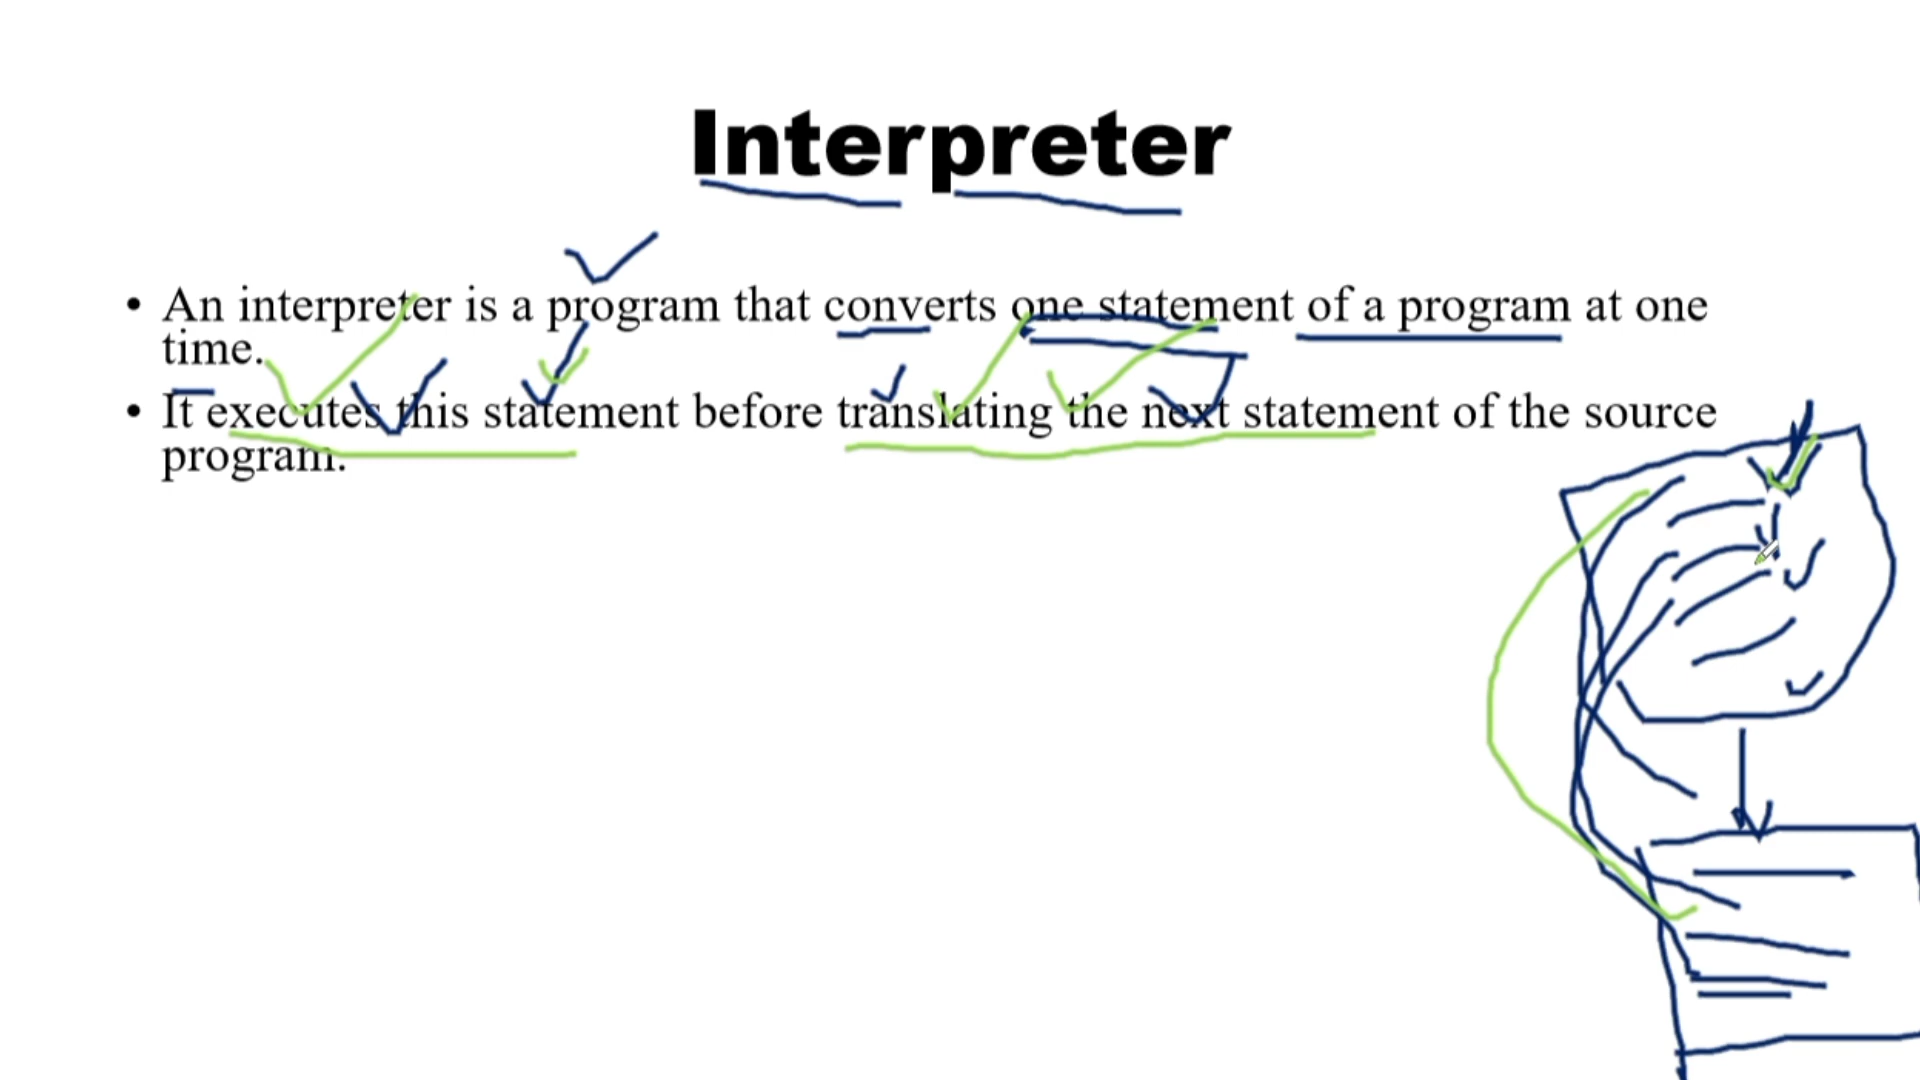 Interpreter
• An interpreter is a program that converts one statement of a program at one
time.
• It executes this statement before translating the next statement of the source
program.